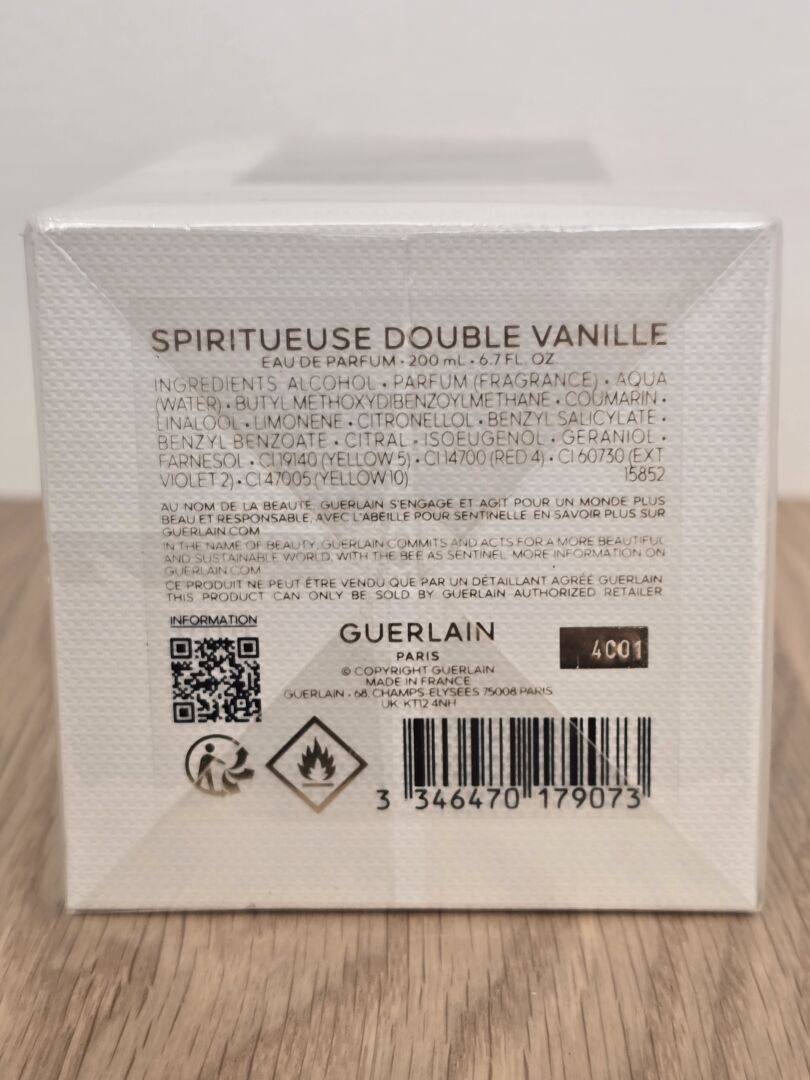 SPIRITUEUSE DOUBLE VANILLE
EAU DE PARFUM • 200 mL • 6.7 FL. OZ
INGREDIENTS ALCOHOL • PARFUM (FRAGRANCE) • AQUA
(WATER) • BUTYL METHOXYDIBENZOYLMETHANE • COUMARIN •
LINALOOL • LIMONENE • CITRONELLOL • BENZYL SALICYLATE •
BENZYL BENZOATE • CITRAL • ISOEUGENOL • GERANIOL •
FARNESOL • CI 19140 (YELLOW 5) • CI 14700 (RED 4) • CI 60730 (EXT
VIOLET 2) • CI 47005 (YELLOW 10) 15852
AU NOM DE LA BEAUTÉ, GUERLAIN S'ENGAGE ET AGIT POUR UN MONDE PLUS
BEAU ET RESPONSABLE, AVEC L'ABEILLE POUR SENTINELLE. EN SAVOIR PLUS SUR
GUERLAIN.COM
IN THE NAME OF BEAUTY, GUERLAIN COMMITS AND ACTS FOR A MORE BEAUTIFUL
AND SUSTAINABLE WORLD, WITH THE BEE AS SENTINEL. MORE INFORMATION ON
GUERLAIN.COM
CE PRODUIT NE PEUT ÊTRE VENDU QUE PAR UN DÉTAILLANT AGRÉÉ GUERLAIN
THIS PRODUCT CAN ONLY BE SOLD BY GUERLAIN AUTHORIZED RETAILER
INFORMATION
GUERLAIN
PARIS
© COPYRIGHT GUERLAIN
MADE IN FRANCE
GUERLAIN - 68, CHAMPS-ELYSEES 75008 PARIS
UK KT12 4NH
4C01
3 346470 179073